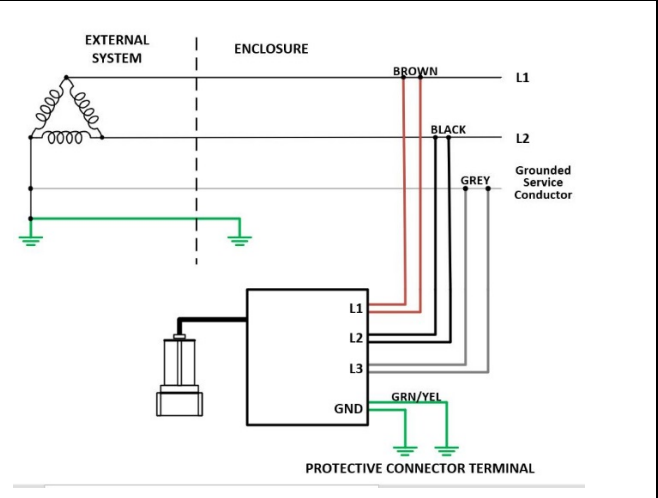 EXTERNAL
SYSTEM
ENCLOSURE
BROWN
L1
BLACK
L2
GREY
Grounded
Service
Conductor
L1
L2
L3
GRN/YEL
GND
PROTECTIVE CONNECTOR TERMINAL